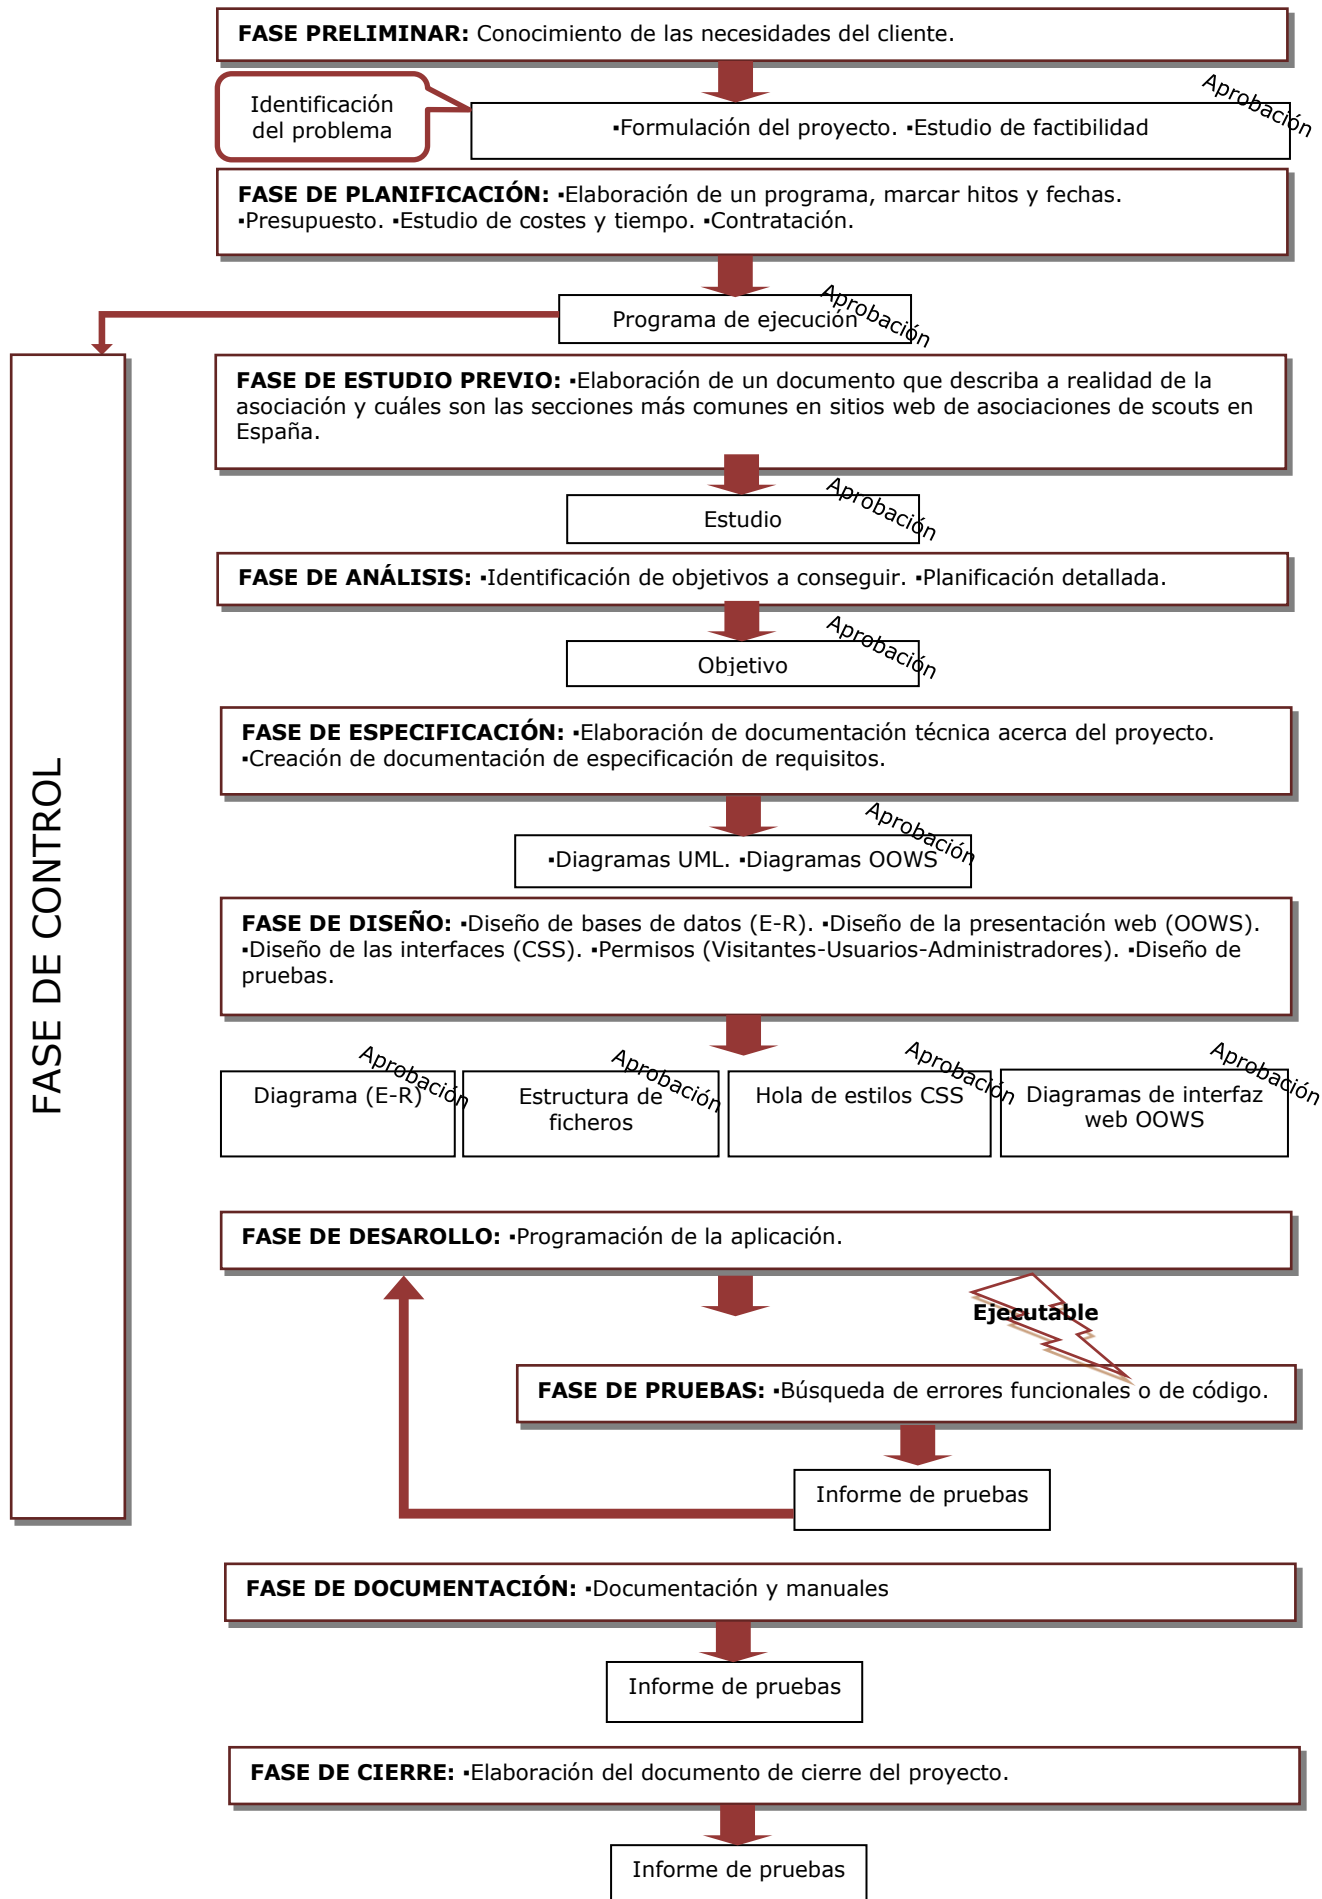 FASE PRELIMINAR: Conocimiento de las necesidades del cliente.
Identificación
del problema
Aprobación
▪Formulación del proyecto. ▪Estudio de factibilidad
FASE DE PLANIFICACIÓN: ▪Elaboración de un programa, marcar hitos y fechas.
▪Presupuesto. ▪Estudio de costes y tiempo. ▪Contratación.
Aprobación
Programa de ejecución
FASE DE CONTROL
FASE DE ESTUDIO PREVIO: ▪Elaboración de un documento que describa a realidad de la
asociación y cuáles son las secciones más comunes en sitios web de asociaciones de scouts en
España.
Aprobación
Estudio
FASE DE ANÁLISIS: ▪Identificación de objetivos a conseguir. ▪Planificación detallada.
Aprobación
Objetivo
FASE DE ESPECIFICACIÓN: ▪Elaboración de documentación técnica acerca del proyecto.
▪Creación de documentación de especificación de requisitos.
Aprobación
▪Diagramas UML. ▪Diagramas OOWS
FASE DE DISEÑO: ▪Diseño de bases de datos (E-R). ▪Diseño de la presentación web (OOWS).
▪Diseño de las interfaces (CSS). ▪Permisos (Visitantes-Usuarios-Administradores). ▪Diseño de
pruebas.
Aprobación
Diagrama (E-R)
Aprobación
Estructura de
ficheros
Aprobación
Hola de estilos CSS
Aprobación
Diagramas de interfaz
web OOWS
FASE DE DESAROLLO: ▪Programación de la aplicación.
Ejecutable
FASE DE PRUEBAS: ▪Búsqueda de errores funcionales o de código.
Informe de pruebas
FASE DE DOCUMENTACIÓN: ▪Documentación y manuales
Informe de pruebas
FASE DE CIERRE: ▪Elaboración del documento de cierre del proyecto.
Informe de pruebas